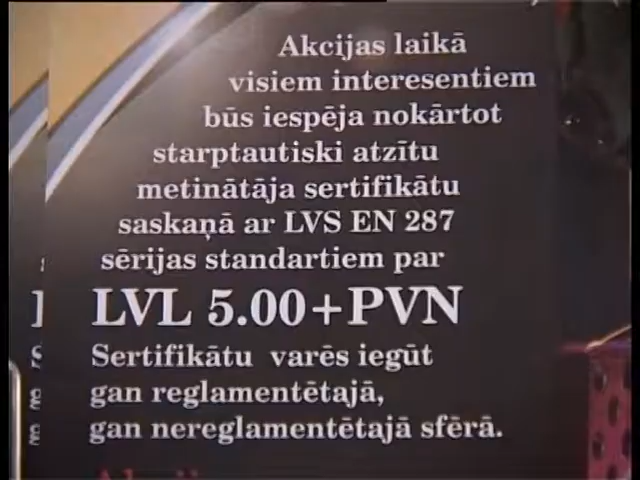 Akcijas laikā
visiem interesentiem
būs iespēja nokārtot
starptautiski atzītu
metinātāja sertifikātu
saskaņā ar LVS EN 287
sērijas standartiem par
LVL 5.00+PVN
Sertifikātu varēs iegūt
gan reglamentētajā,
gan nereglamentētajā sfērā.